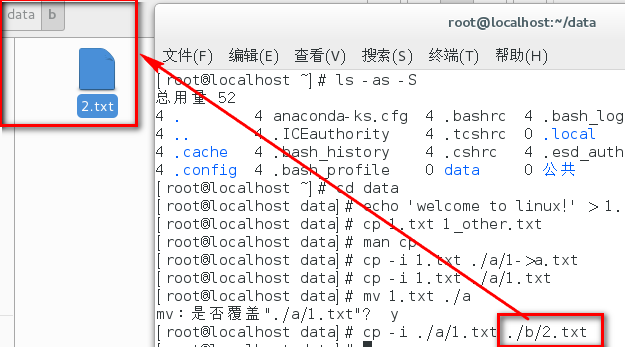 data b
2.txt
root@localhost:~/data
文件(F) 编辑(E) 查看(V) 搜索(S) 终端(T) 帮助(H)
[root@localhost ~]# ls -as -S
总用量 52
4 . 4 anaconda-ks.cfg 4 .bashrc 4 .bash_log
4 .. 4 .ICEauthority 4 .tcshrc 0 .local
4 .cache 4 .bash_history 4 .cshrc 4 .esd_auth
4 .config 4 .bash_profile 0 data 0 公共
[root@localhost ~]# cd data
[root@localhost data]# echo 'welcome to linux!' >1.
[root@localhost data]# cp 1.txt 1_other.txt
[root@localhost data]# man cp
[root@localhost data]# cp -i 1.txt ./a/1->a.txt
[root@localhost data]# cp -i 1.txt ./a/1.txt
[root@localhost data]# mv 1.txt ./a
mv：是否覆盖"./a/1.txt"? y
[root@localhost data]# cp -i ./a/1.txt ./b/2.txt